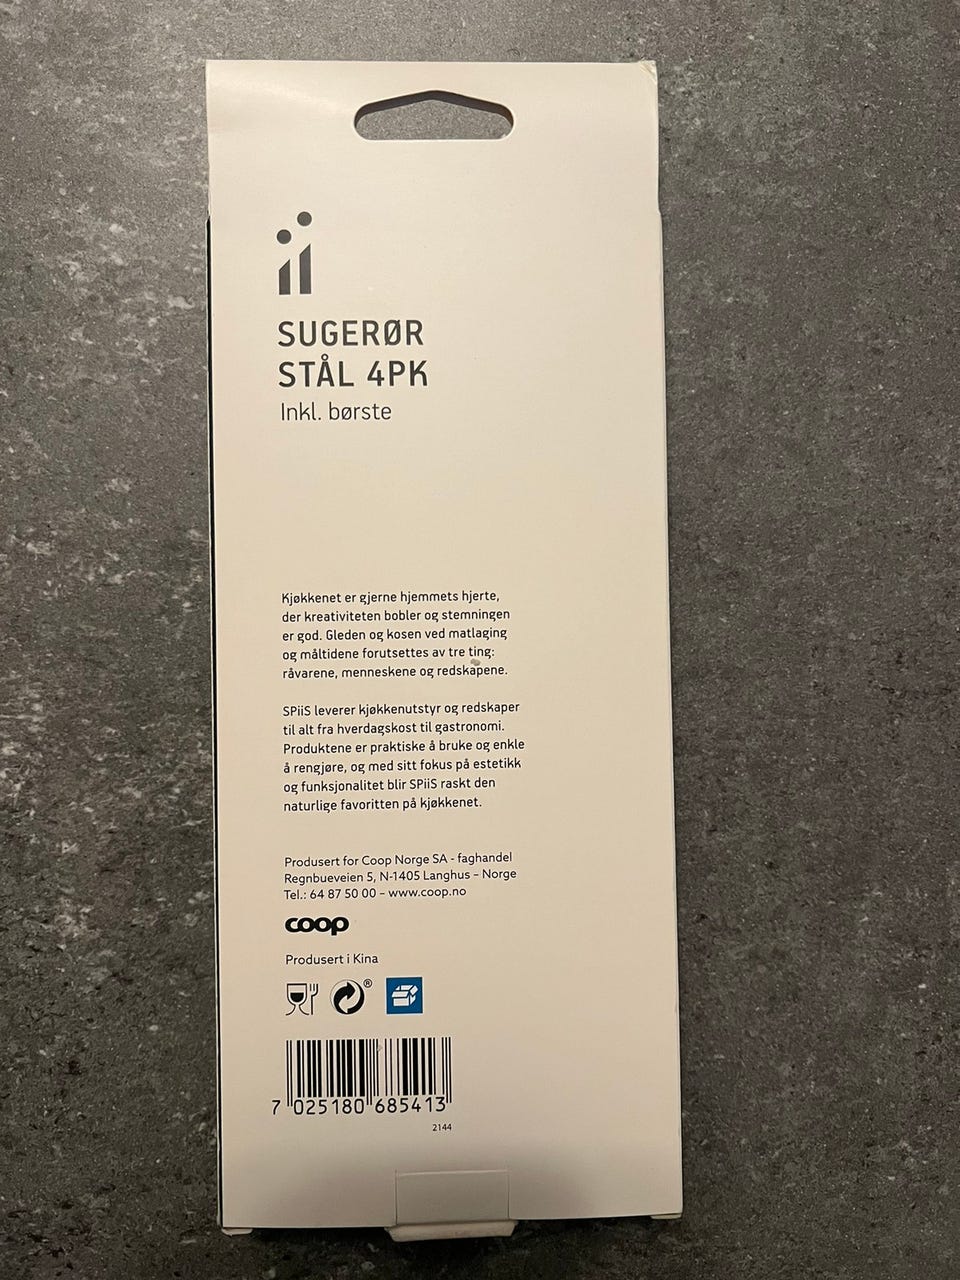 SUGERØR
STÅL 4PK
Inkl. børste
Kjøkkenet er gjerne hjemmets hjerte,
der kreativiteten bobler og stemningen
er god. Gleden og kosen ved matlaging
og måltidene forutsettes av tre ting:
råvarene, menneskene og redskapene.
SPiiS leverer kjøkkenutstyr og redskaper
til alt fra hverdagskost til gastronomi.
Produktene er praktiske å bruke og enkle
å rengjøre, og med sitt fokus på estetikk
og funksjonalitet blir SPiiS raskt den
naturlige favoritten på kjøkkenet.
Produsert for Coop Norge SA - faghandel
Regnbueveien 5, N-1405 Langhus – Norge
Tel.: 64 87 50 00 – www.coop.no
coop
Produsert i Kina
®
7 025180 685413
2144